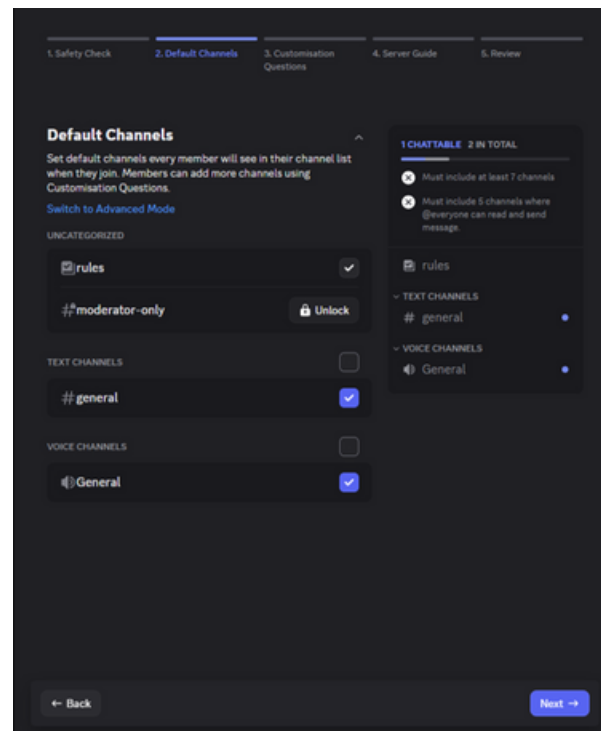 1. Safety Check
2. Default Channels
3. Customisation
Questions
4. Server Guide
5. Review
Default Channels
Set default channels every member will see in their channel list
when they join. Members can add more channels using
Customisation Questions.
Switch to Advanced Mode
UNCATEGORIZED
rules
moderator-only
Unlock
TEXT CHANNELS
general
VOICE CHANNELS
General
1 CHATTABLE 2 IN TOTAL
Must include at least 7 channels
Must include 5 channels where
@everyone can read and send
message.
rules
TEXT CHANNELS
# general
VOICE CHANNELS
General
← Back
Next →